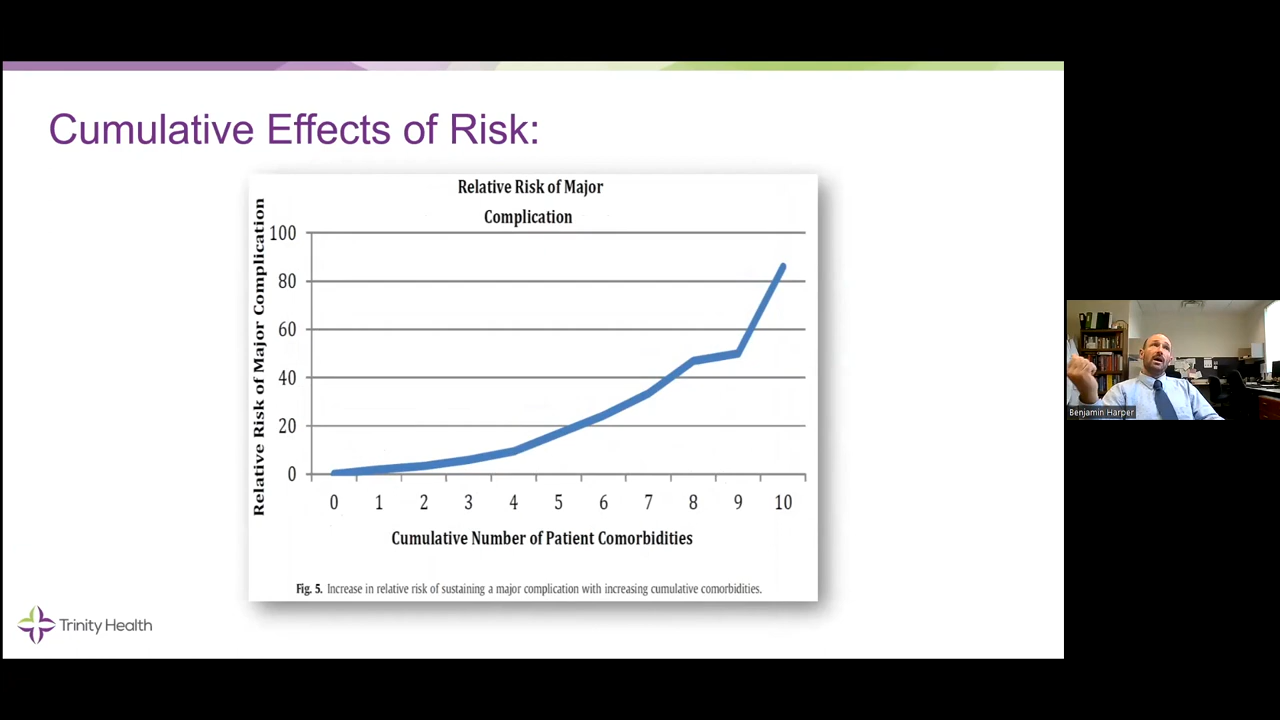 Cumulative Effects of Risk:
Relative Risk of Major
Complication
Relative Risk of Major Complication
100
80
60
40
20
0
0 1 2 3 4 5 6 7 8 9 10
Cumulative Number of Patient Comorbidities
Fig. 5. Increase in relative risk of sustaining a major complication with increasing cumulative comorbidities.
Trinity Health
Benjamin Harper